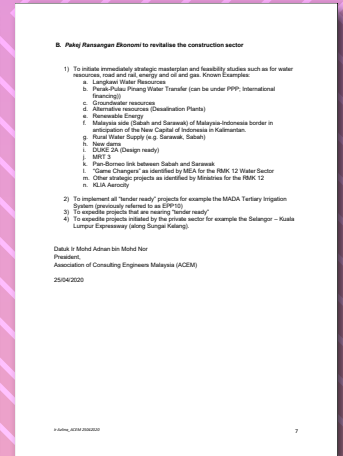 B. Pakej Ransangan Ekonomi to revitalise the construction sector
1) To initiate immediately strategic masterplan and feasibility studies such as for water
resources, road and rail, energy and oil and gas. Known Examples:
a. Langkawi Water Resources
b. Perak-Pulau Pinang Water Transfer (can be under PPP; International
financing))
c. Groundwater resources
d. Alternative resources (Desalination Plants)
e. Renewable Energy
f. Malaysia side (Sabah and Sarawak) of Malaysia-Indonesia border in
anticipation of the New Capital of Indonesia in Kalimantan.
g. Rural Water Supply (e.g. Sarawak, Sabah)
h. New dams
i. DUKE 2A (Design ready)
j. MRT 3
k. Pan-Borneo link between Sabah and Sarawak
l. "Game Changers" as identified by MEA for the RMK 12 Water Sector
m. Other strategic projects as identified by Ministries for the RMK 12
n. KLIA Aerocity
2) To implement all "tender ready" projects for example the MADA Tertiary Irrigation
System (previously referred to as EPP10)
3) To expedite projects that are nearing "tender ready"
4) To expedite projects initiated by the private sector for example the Selangor – Kuala
Lumpur Expressway (along Sungai Kelang).
Datuk Ir Mohd Adnan bin Mohd Nor
President,
Association of Consulting Engineers Malaysia (ACEM)
25/04/2020
7